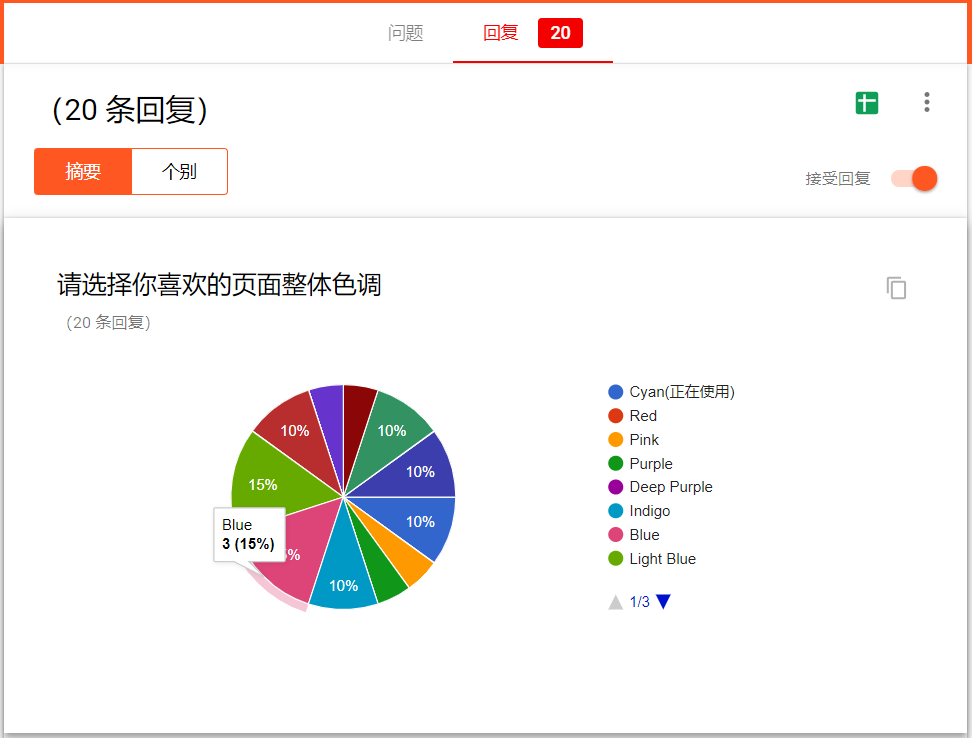 问题
回复 20
（20 条回复）
摘要 个别
接受回复
请选择你喜欢的页面整体色调
（20 条回复）
10%
10%
10%
10%
10%
15%
Blue
3 (15%)
5%
Cyan(正在使用)
Red
Pink
Purple
Deep Purple
Indigo
Blue
Light Blue
1/3